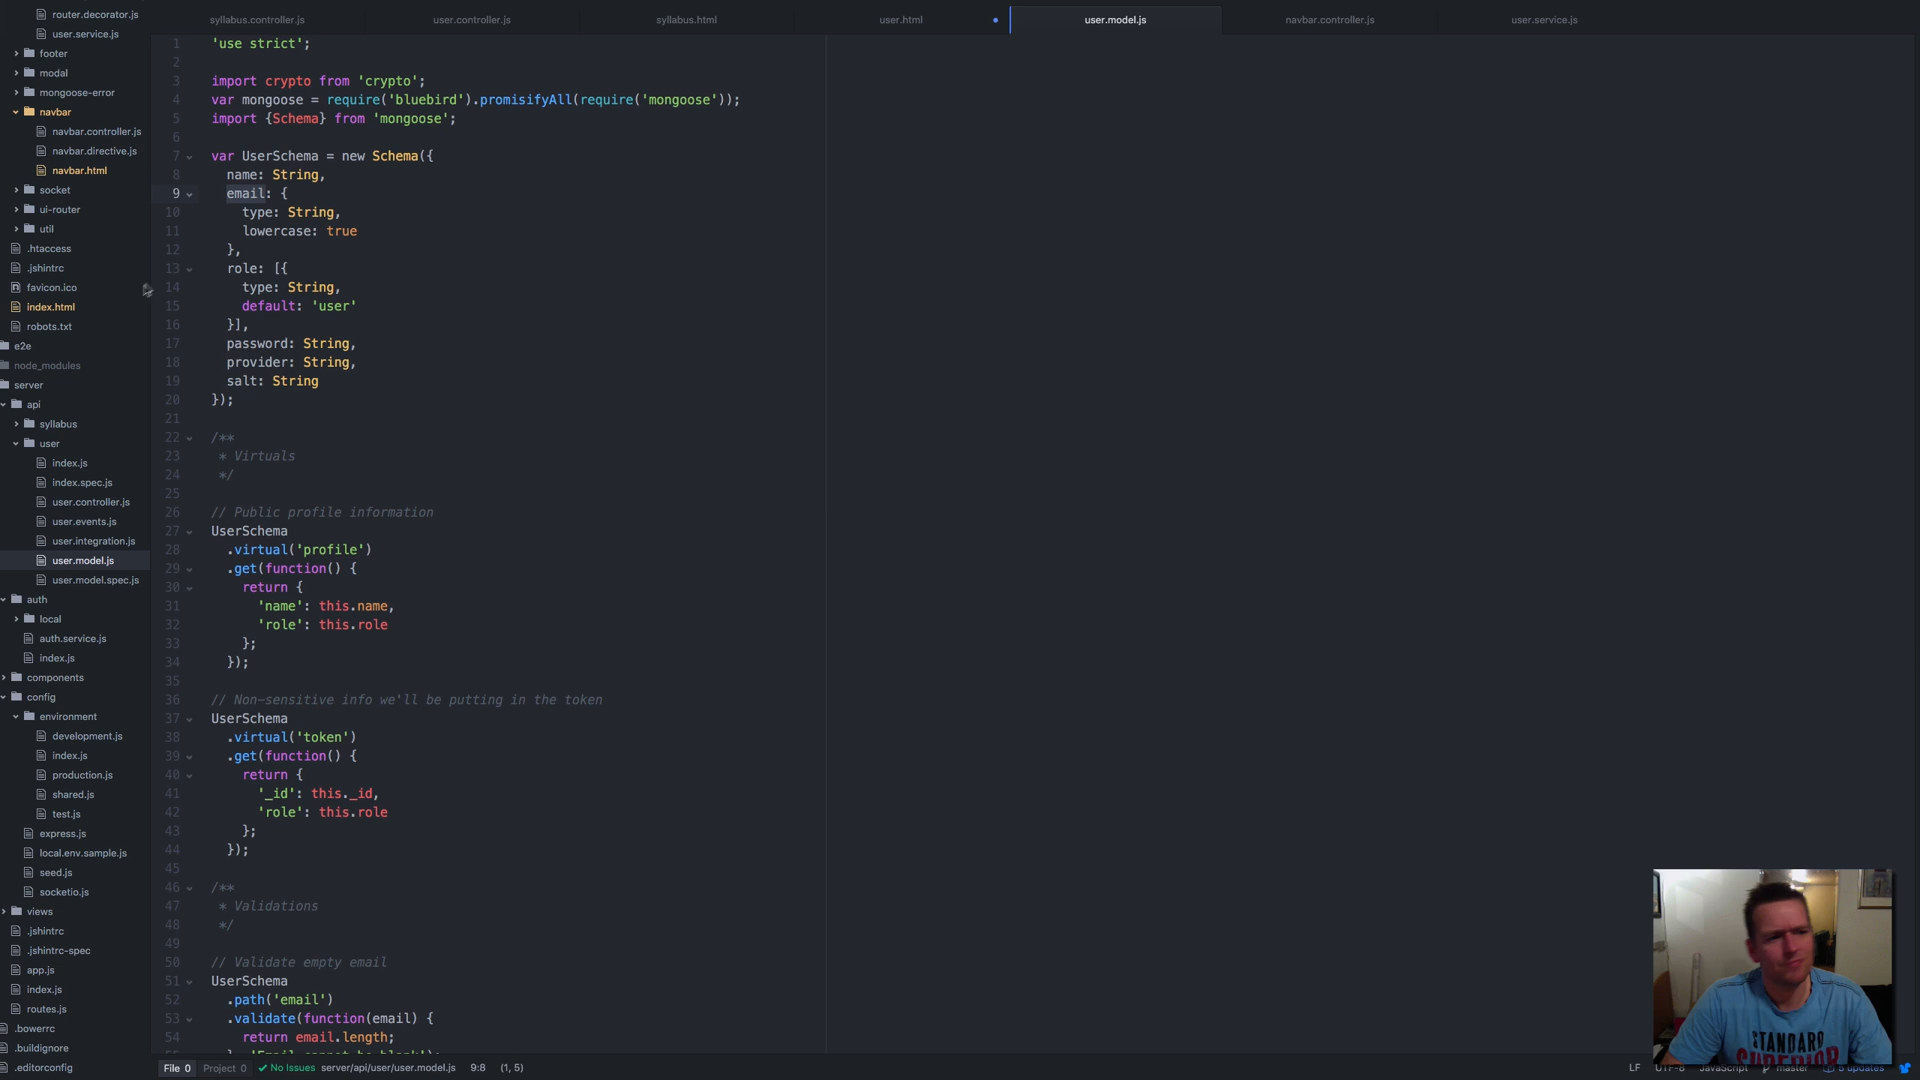 syllabus.controller.js
user.controller.js
syllabus.html
user.html
user.model.js
navbar.controller.js
user.service.js
router.decorator.js
user.service.js
footer
modal
mongoose-error
navbar
navbar.controller.js
navbar.directive.js
navbar.html
socket
ui-router
util
.htaccess
.jshintrc
favicon.ico
index.html
robots.txt
e2e
node_modules
server
api
syllabus
user
index.js
index.spec.js
user.controller.js
user.events.js
user.integration.js
user.model.js
user.model.spec.js
auth
local
auth.service.js
index.js
components
config
environment
development.js
index.js
production.js
shared.js
test.js
express.js
local.env.sample.js
seed.js
socketio.js
views
.jshintrc
.jshintrc-spec
app.js
index.js
routes.js
.bowerrc
.buildignore
.editorconfig
1 'use strict';
2
3 import crypto from 'crypto';
4 var mongoose = require('bluebird').promisifyAll(require('mongoose'));
5 import {Schema} from 'mongoose';
6
7 var UserSchema = new Schema({
8 name: String,
9 email: {
10 type: String,
11 lowercase: true
12 },
13 role: [{
14 type: String,
15 default: 'user'
16 }],
17 password: String,
18 provider: String,
19 salt: String
20 });
21
22 /**
23 * Virtuals
24 */
25
26 // Public profile information
27 UserSchema
28 .virtual('profile')
29 .get(function() {
30 return {
31 'name': this.name,
32 'role': this.role
33 };
34 });
35
36 // Non-sensitive info we'll be putting in the token
37 UserSchema
38 .virtual('token')
39 .get(function() {
40 return {
41 '_id': this._id,
42 'role': this.role
43 };
44 });
45
46 /**
47 * Validations
48 */
49
50 // Validate empty email
51 UserSchema
52 .path('email')
53 .validate(function(email) {
54 return email.length;
55 }, 'Email cannot be blank');
File 0 Project 0 No Issues server/api/user/user.model.js 9:8 (1, 5)
LF UTF-8 JavaScript master 5 updates
STANDARD
SUPERIOR